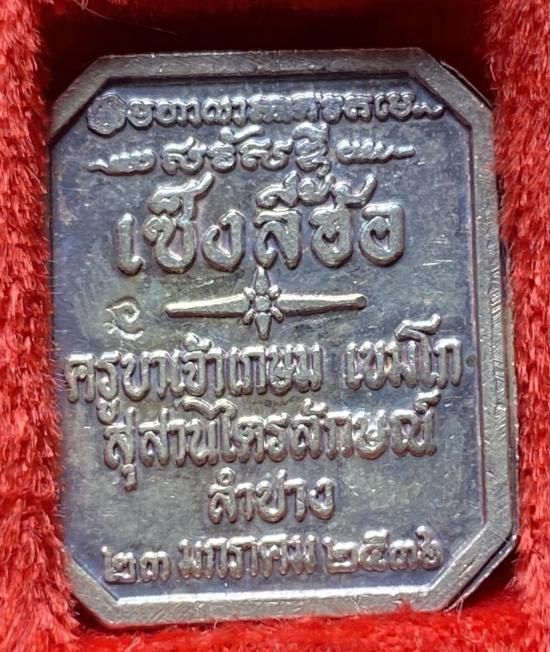 เซ็งลี้ฮ้อ
ครูบาเจ้าเกษม เขมโก
สุสานไตรลักษณ์
ลำปาง
๒๓ มกราคม ๒๕๓๖